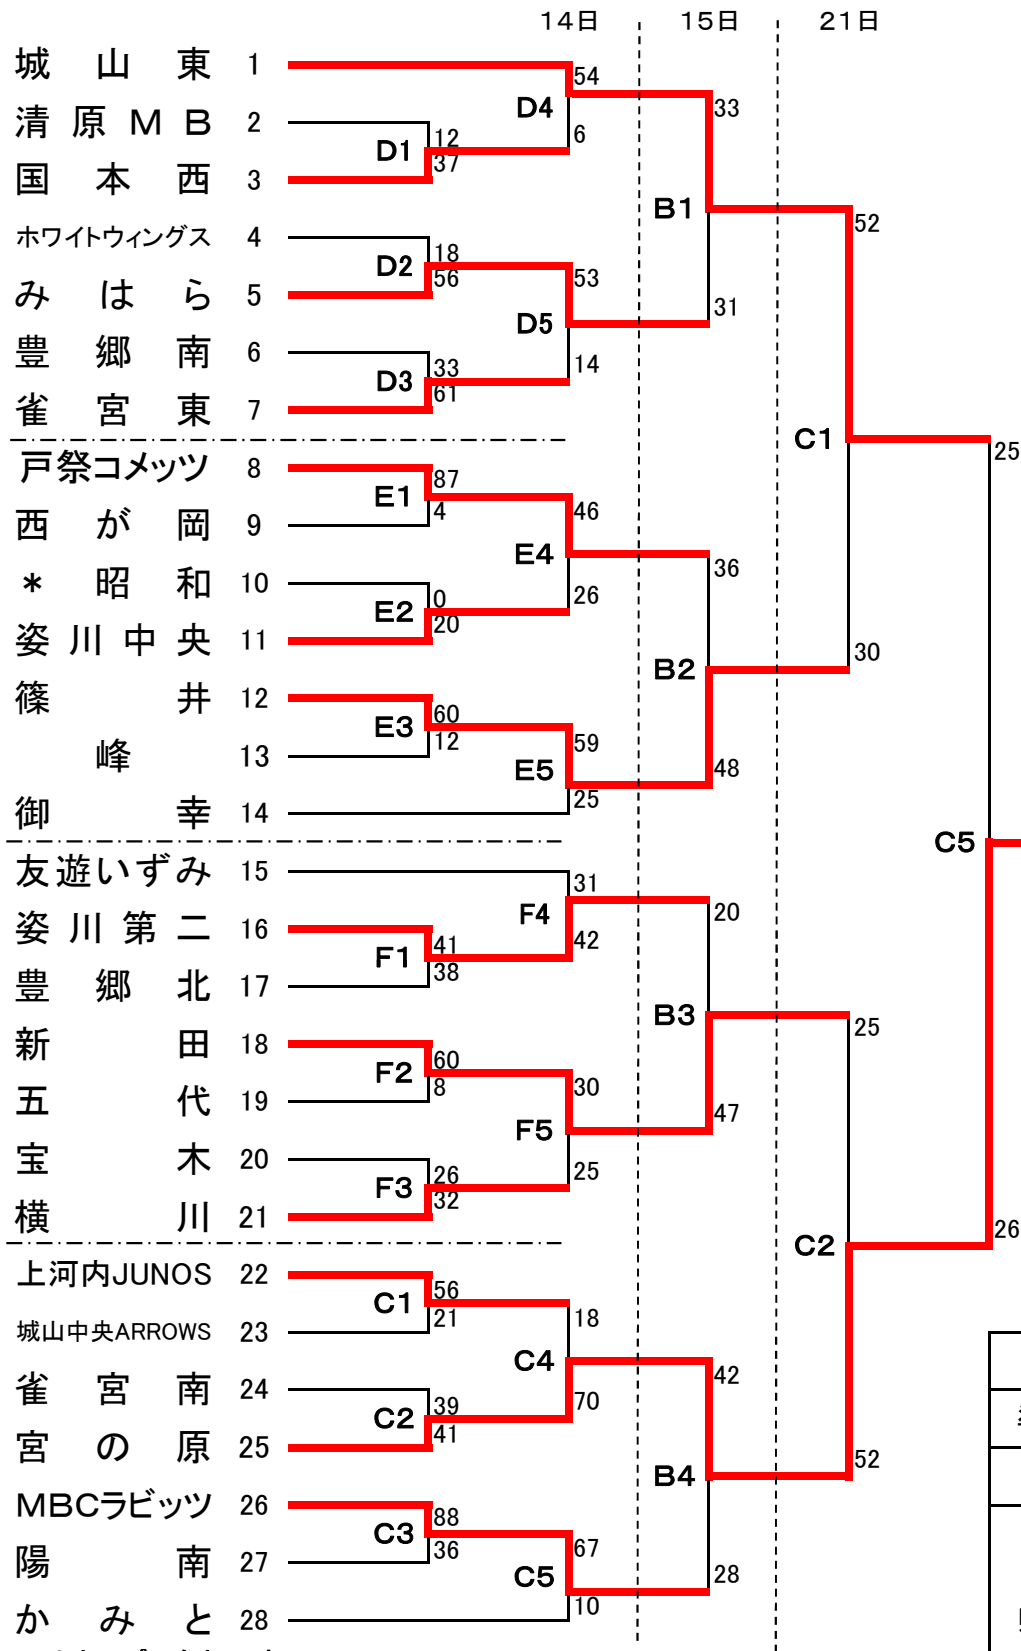 14日 15日 21日
城山東 1
54
D4
33
清原MB 2
12
6
D1
37
国本西 3
B1
52
ホワイトウィングス 4
18
D2
56
53
みはら 5
31
D5
豊郷南 6
33
14
D3
61
雀宮東 7
C1
25
戸祭コメッツ 8
87
E1
4
46
西が岡 9
E4
36
*昭和 10
0
26
E2
20
姿川中央 11
30
B2
篠井 12
60
E3
12
59
峰 13
48
E5
25
御幸 14
C5
友遊いずみ 15
31
F4
20
姿川第二 16
41
42
F1
38
豊郷北 17
B3
25
新田 18
60
F2
8
30
五代 19
47
F5
宝木 20
26
25
F3
32
横川 21
26
C2
上河内JUNOS 22
56
C1
21
18
城山中央ARROWS 23
C4
42
雀宮南 24
39
70
C2
41
宮の原 25
52
B4
MBCラビッツ 26
88
C3
36
67
陽南 27
28
C5
10
かみと 28